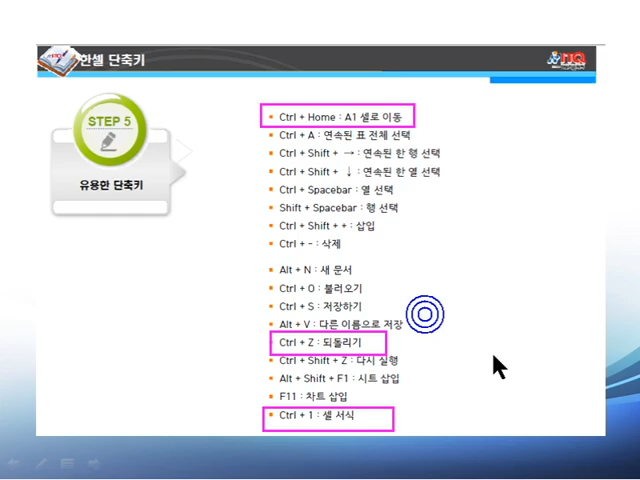 한셀 단축키
STEP 5
유용한 단축키
Ctrl + Home : A1 셀로 이동
Ctrl + A : 연속된 표 전체 선택
Ctrl + Shift + → : 연속된 한 행 선택
Ctrl + Shift + ↓ : 연속된 한 열 선택
Ctrl + Spacebar : 열 선택
Shift + Spacebar : 행 선택
Ctrl + Shift + + : 삽입
Ctrl + - : 삭제
Alt + N : 새 문서
Ctrl + O : 불러오기
Ctrl + S : 저장하기
Alt + V : 다른 이름으로 저장
Ctrl + Z : 되돌리기
Ctrl + Shift + Z : 다시 실행
Alt + Shift + F1 : 시트 삽입
F11 : 차트 삽입
Ctrl + 1 : 셀 서식